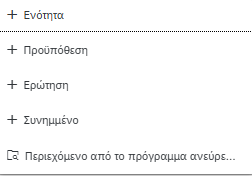 + Ενότητα
+ Προϋπόθεση
+ Ερώτηση
+ Συνημμένο
Περιεχόμενο από το πρόγραμμα ανεύρε...